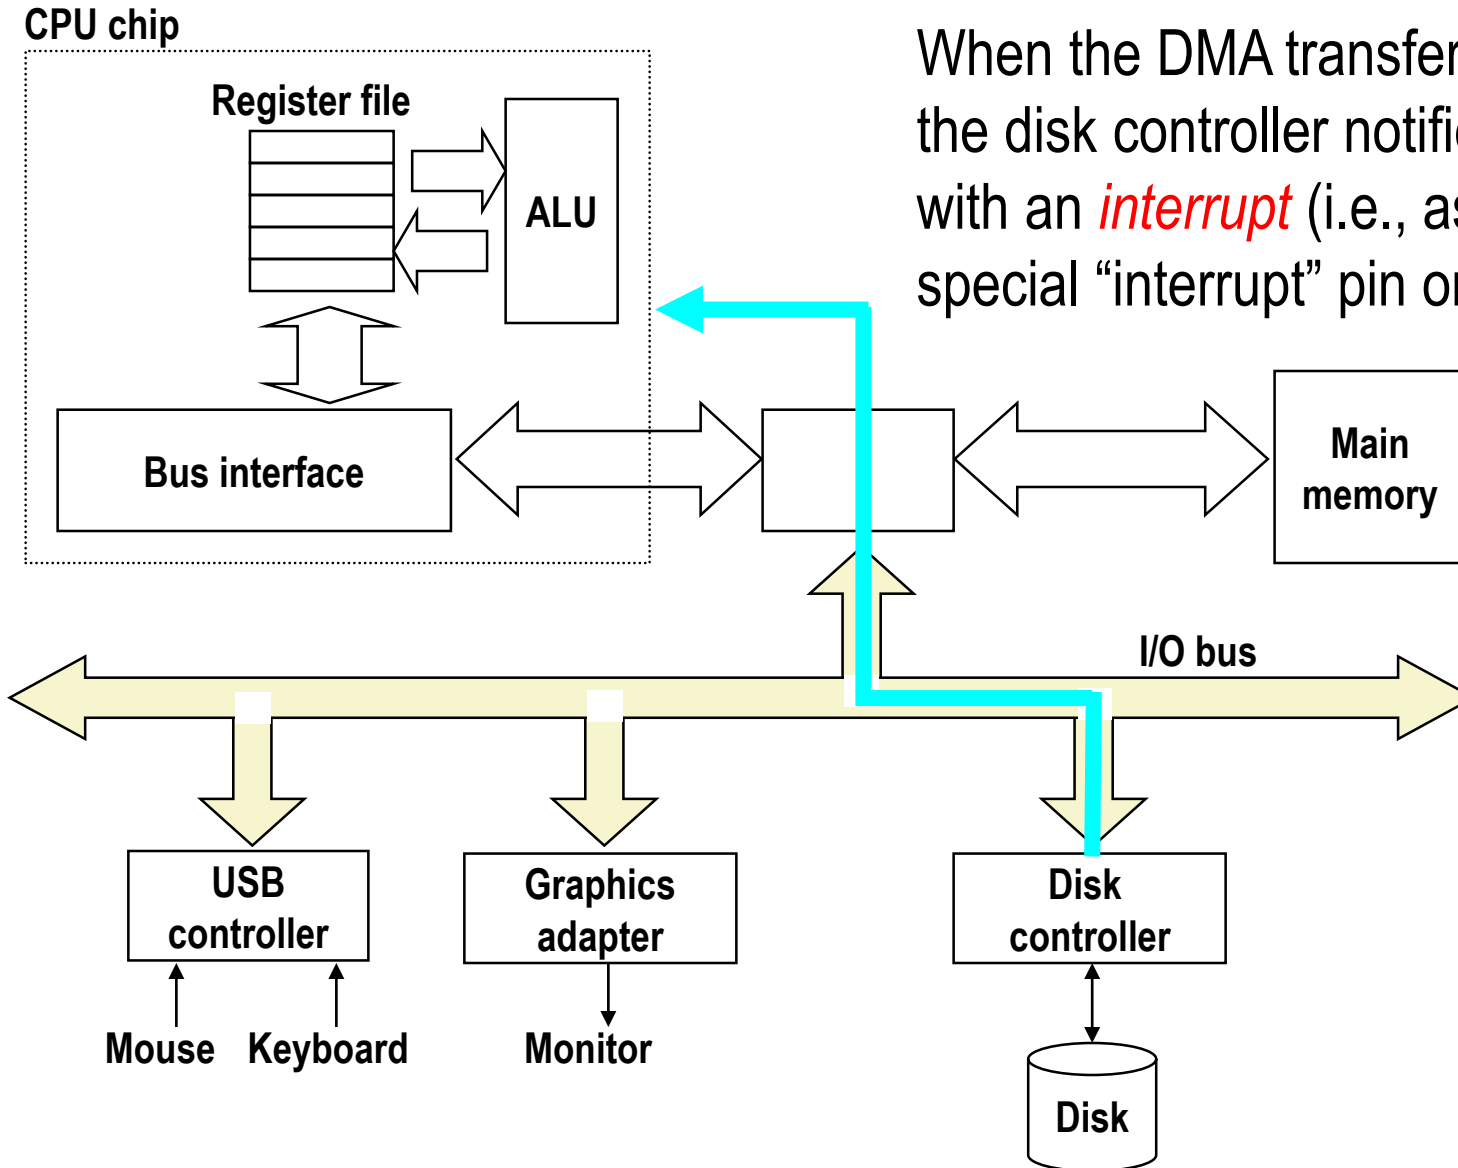 CPU chip
When the DMA transfer
the disk controller notifi
with an interrupt (i.e., as
special “interrupt” pin or
Register file
ALU
Bus interface
Main
memory
I/O bus
USB
controller
Graphics
adapter
Disk
controller
Mouse
Keyboard
Monitor
Disk